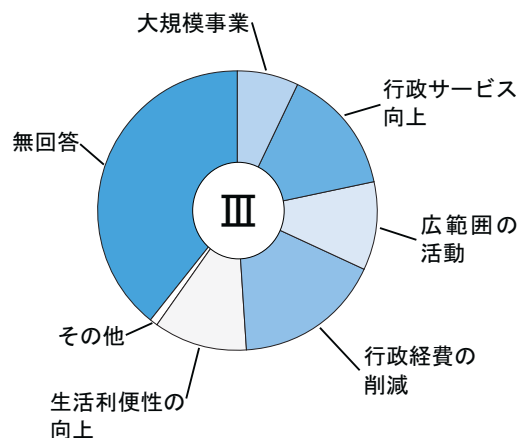 大規模事業
行政サービス
向上
無回答
Ⅲ
広範囲の
活動
その他
行政経費の
削減
生活利便性の
向上